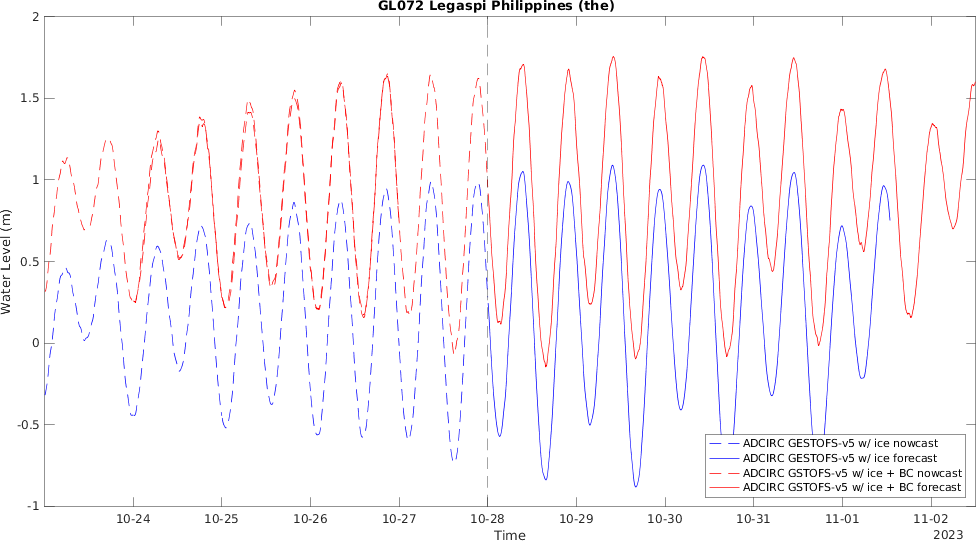 GL072 Legaspi Philippines (the)
2
1.5
1
0.5
0
-0.5
-1
Water Level (m)
10-24 10-25 10-26 10-27 10-28 10-29 10-30 10-31 11-01 11-02
Time
2023
ADCIRC GESTOFS-v5 w/ ice nowcast
ADCIRC GESTOFS-v5 w/ ice forecast
ADCIRC GSTOFS-v5 w/ ice + BC nowcast
ADCIRC GSTOFS-v5 w/ ice + BC forecast